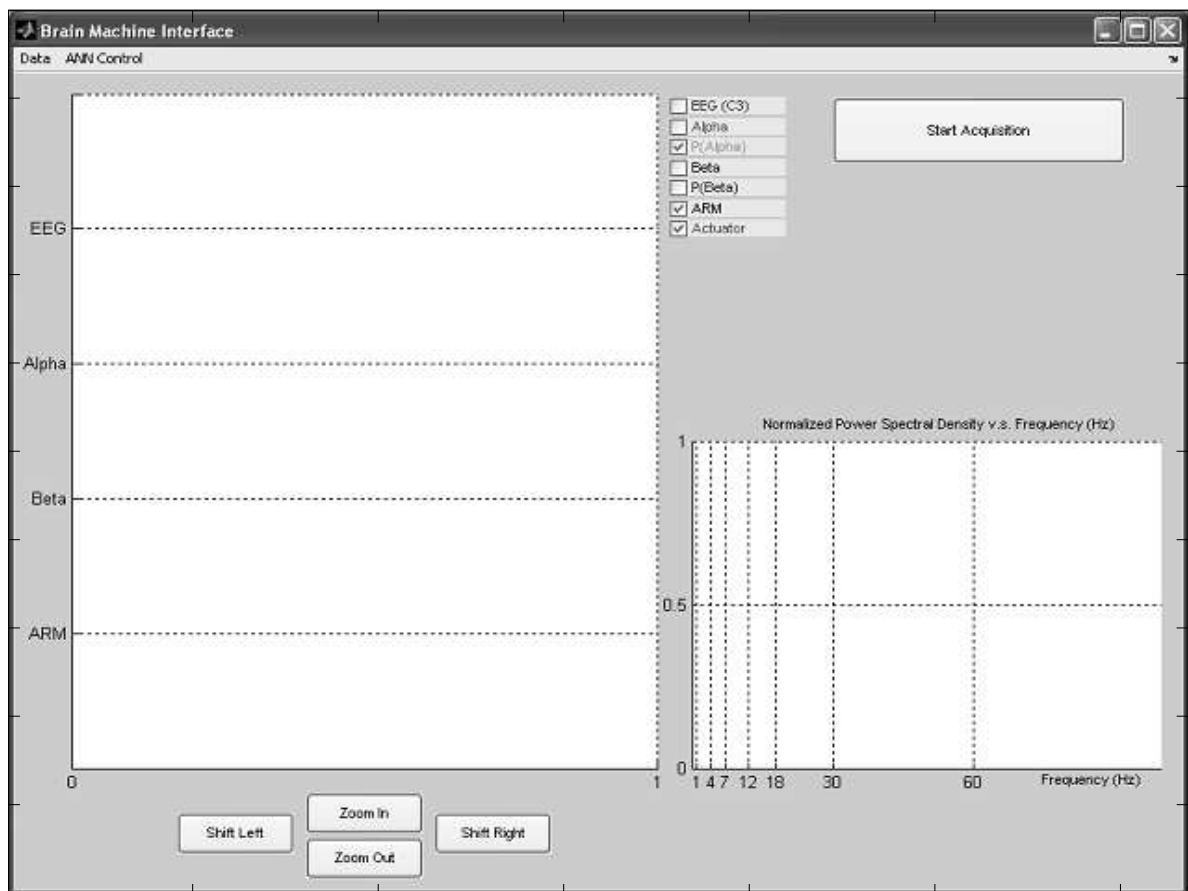 Brain Machine Interface
Data ANN Control
EEG (C3)
Alpha
P(Alpha)
Beta
P(Beta)
ARM
Actuator
Start Acquisition
EEG
Alpha
Beta
ARM
0 1
Normalized Power Spectral Density v.s. Frequency (Hz)
1
0.5
0
1 4 7 12 18 30 60 Frequency (Hz)
Shift Left
Zoom In
Zoom Out
Shift Right